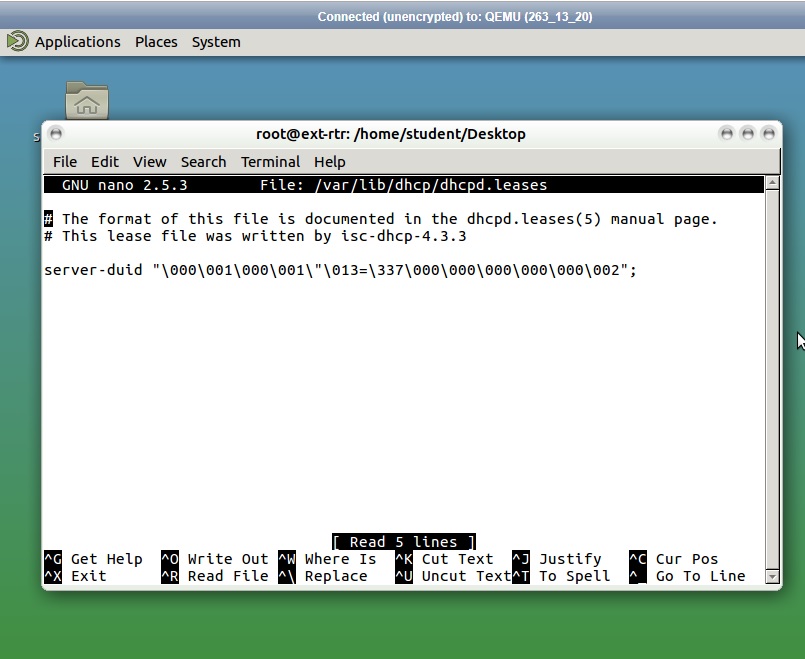 Connected (unencrypted) to: QEMU (263_13_20)
Applications Places System
root@ext-rtr: /home/student/Desktop
File Edit View Search Terminal Help
GNU nano 2.5.3 File: /var/lib/dhcp/dhcpd.leases
# The format of this file is documented in the dhcpd.leases(5) manual page.
# This lease file was written by isc-dhcp-4.3.3
server-duid "\000\001\000\001\"\013=\337\000\000\000\000\000\002";
[ Read 5 lines ]
^G Get Help ^O Write Out ^W Where Is ^K Cut Text ^J Justify ^C Cur Pos
^X Exit ^R Read File ^\ Replace ^U Uncut Text ^T To Spell ^_ Go To Line